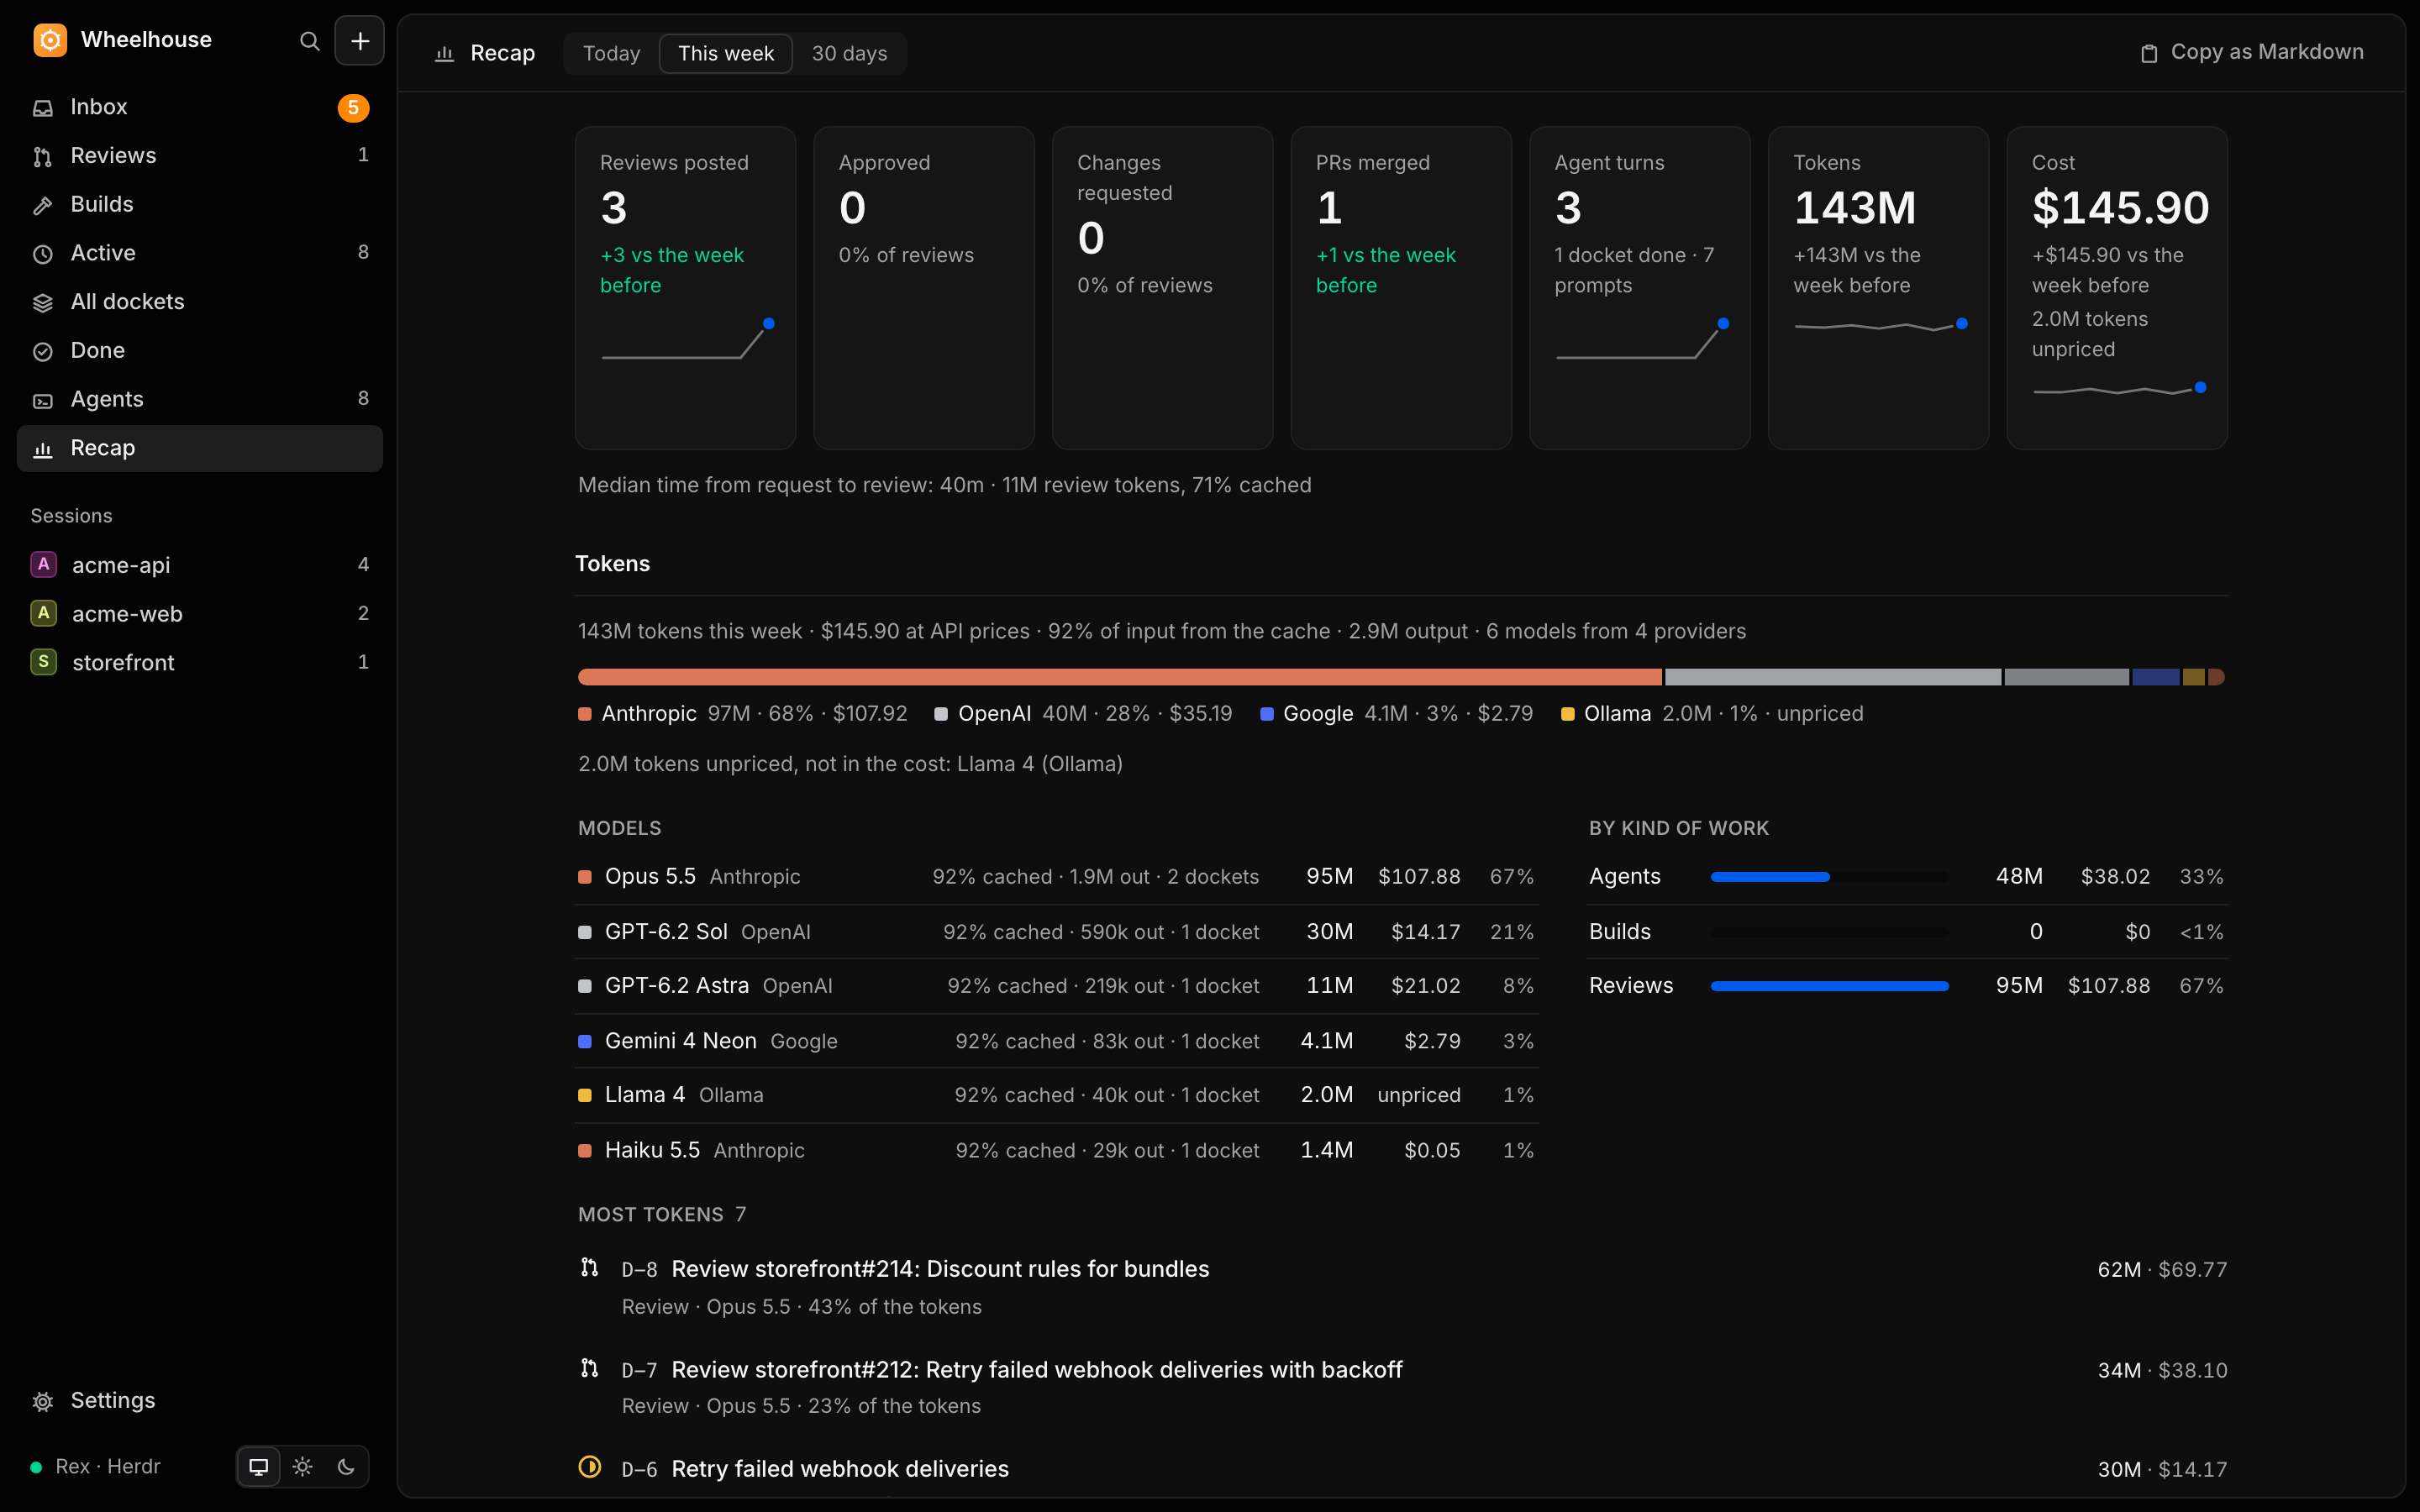 Wheelhouse
Inbox 5
Reviews 1
Builds
Active 8
All dockets
Done
Agents 8
Recap
Sessions
A acme-api 4
A acme-web 2
S storefront 1
Settings
Rex · Herdr
Recap Today This week 30 days Copy as Markdown
Reviews posted
3
+3 vs the week
before
Approved
0
0% of reviews
Changes
requested
0
0% of reviews
PRs merged
1
+1 vs the week
before
Agent turns
3
1 docket done · 7
prompts
Tokens
143M
+143M vs the
week before
Cost
$145.90
+$145.90 vs the
week before
2.0M tokens
unpriced
Median time from request to review: 40m · 11M review tokens, 71% cached
Tokens
143M tokens this week · $145.90 at API prices · 92% of input from the cache · 2.9M output · 6 models from 4 providers
Anthropic 97M · 68% · $107.92 OpenAI 40M · 28% · $35.19 Google 4.1M · 3% · $2.79 Ollama 2.0M · 1% · unpriced
2.0M tokens unpriced, not in the cost: Llama 4 (Ollama)
MODELS
Opus 5.5 Anthropic 92% cached · 1.9M out · 2 dockets 95M $107.88 67%
GPT-6.2 Sol OpenAI 92% cached · 590k out · 1 docket 30M $14.17 21%
GPT-6.2 Astra OpenAI 92% cached · 219k out · 1 docket 11M $21.02 8%
Gemini 4 Neon Google 92% cached · 83k out · 1 docket 4.1M $2.79 3%
Llama 4 Ollama 92% cached · 40k out · 1 docket 2.0M unpriced 1%
Haiku 5.5 Anthropic 92% cached · 29k out · 1 docket 1.4M $0.05 1%
BY KIND OF WORK
Agents 48M $38.02 33%
Builds 0 $0 <1%
Reviews 95M $107.88 67%
MOST TOKENS 7
D–8 Review storefront#214: Discount rules for bundles 62M · $69.77
Review · Opus 5.5 · 43% of the tokens
D–7 Review storefront#212: Retry failed webhook deliveries with backoff 34M · $38.10
Review · Opus 5.5 · 23% of the tokens
D–6 Retry failed webhook deliveries 30M · $14.17